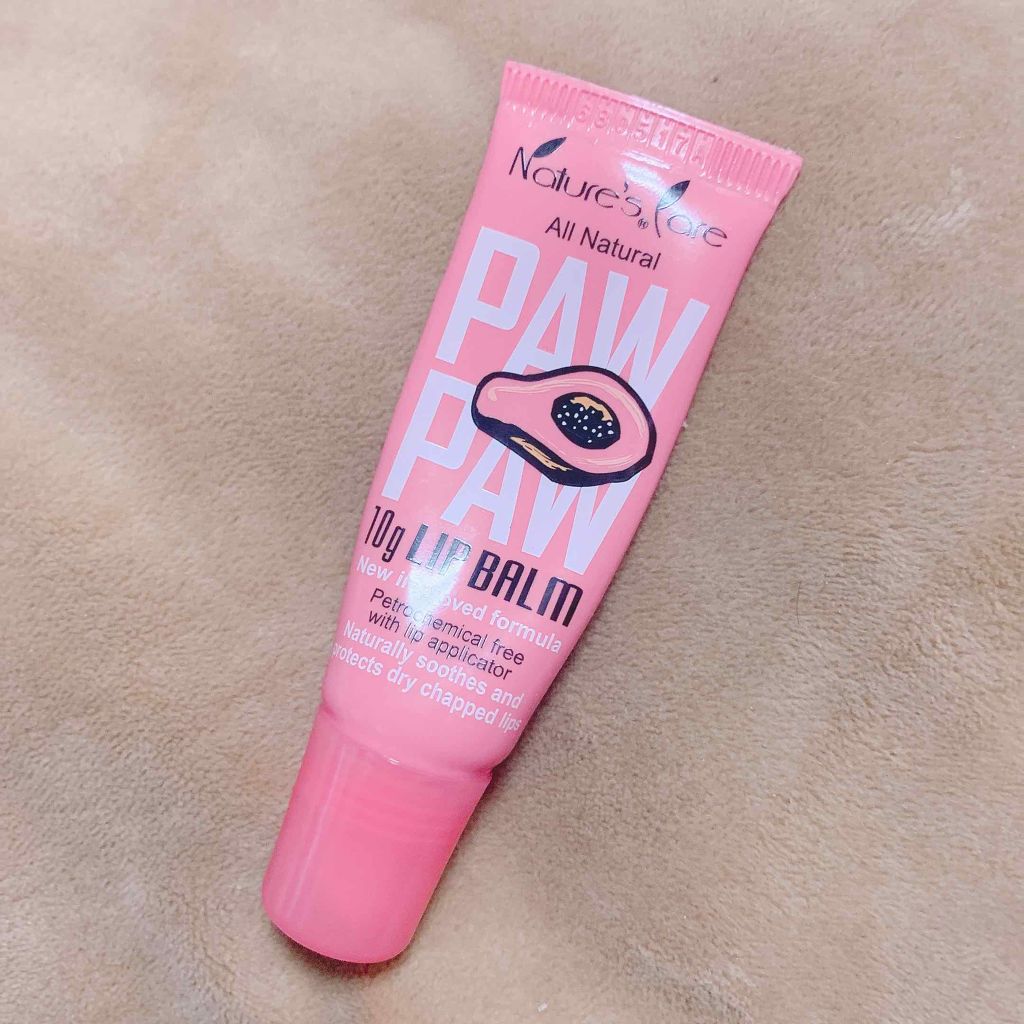 Nature's Care®
All Natural
PAW
PAW
10g LIP BALM
New improved formula
Petrochemical free
with lip applicator
Naturally soothes and
protects dry chapped lips